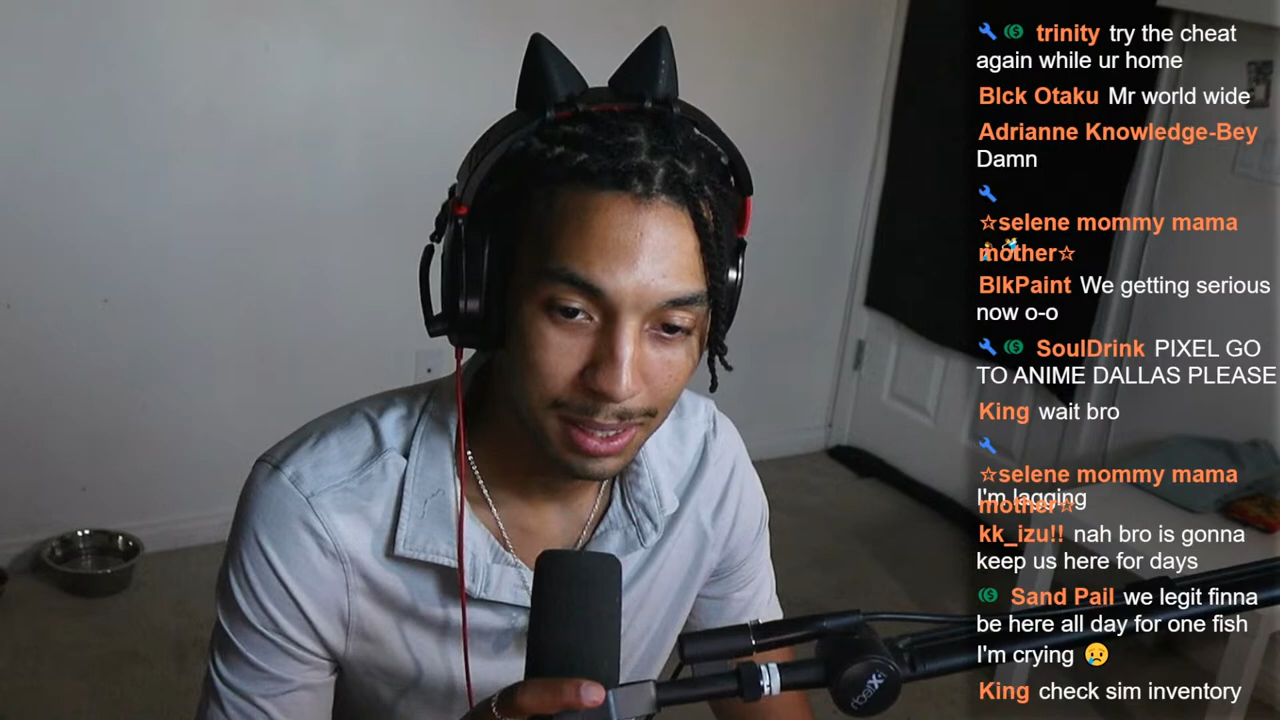 trinity try the cheat
again while ur home
Blck Otaku Mr world wide
Adrianne Knowledge-Bey
Damn
☆selene mommy mama
mother☆
BlkPaint We getting serious
now o-o
SoulDrink PIXEL GO
TO ANIME DALLAS PLEASE
King wait bro
☆selene mommy mama
mother☆
I'm lagging
kk_izu!! nah bro is gonna
keep us here for days
Sand Pail we legit finna
be here all day for one fish
I'm crying 😥
King check sim inventory